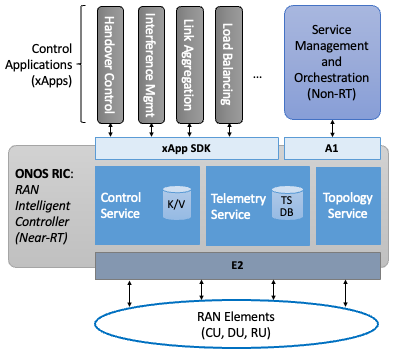 Control
Applications
(xApps)
Handover Control
Interference Mgmt
Link Aggregation
Load Balancing
...
Service
Management
and
Orchestration
(Non-RT)
xApp SDK
A1
ONOS RIC:
RAN
Intelligent
Controller
(Near-RT)
Control
Service
K/V
Telemetry
Service
TS
DB
Topology
Service
E2
RAN Elements
(CU, DU, RU)